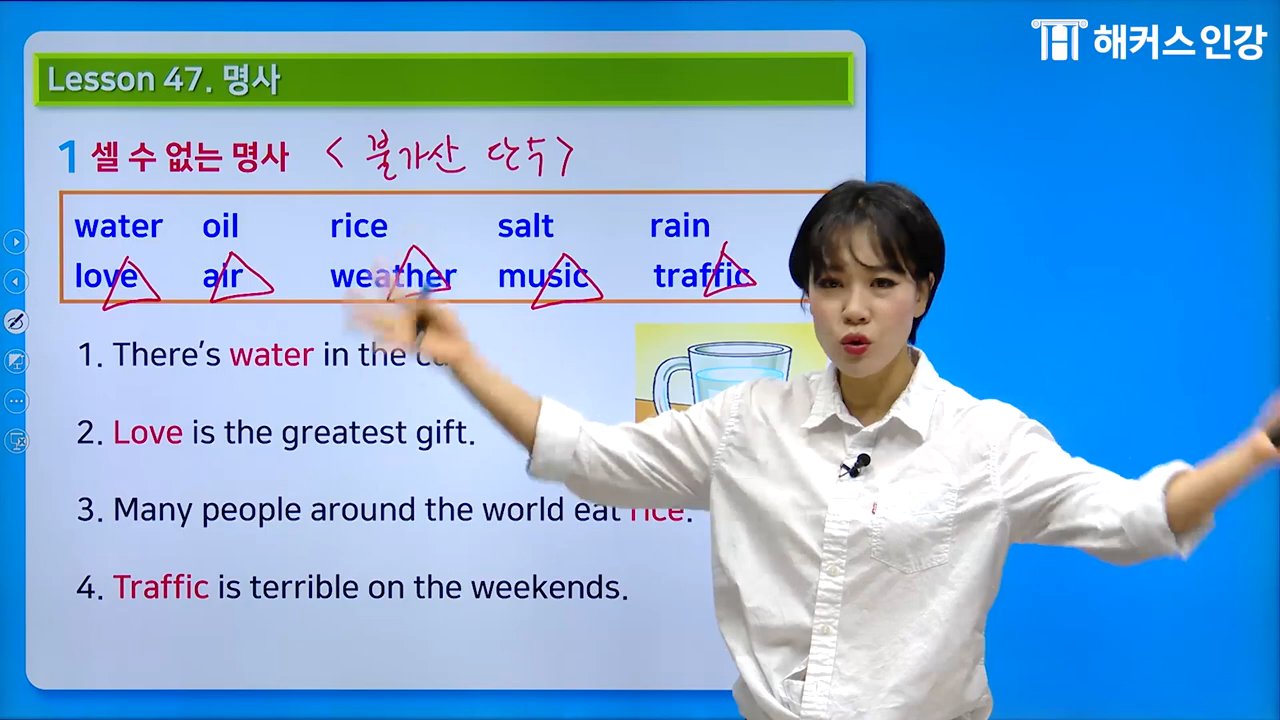 해커스인강
Lesson 47. 명사
1 셀 수 없는 명사 < 불가산 단수 >
water oil rice salt rain
love air weather music traffic
1. There's water in the
2. Love is the greatest gift.
3. Many people around the world eat rice.
4. Traffic is terrible on the weekends.